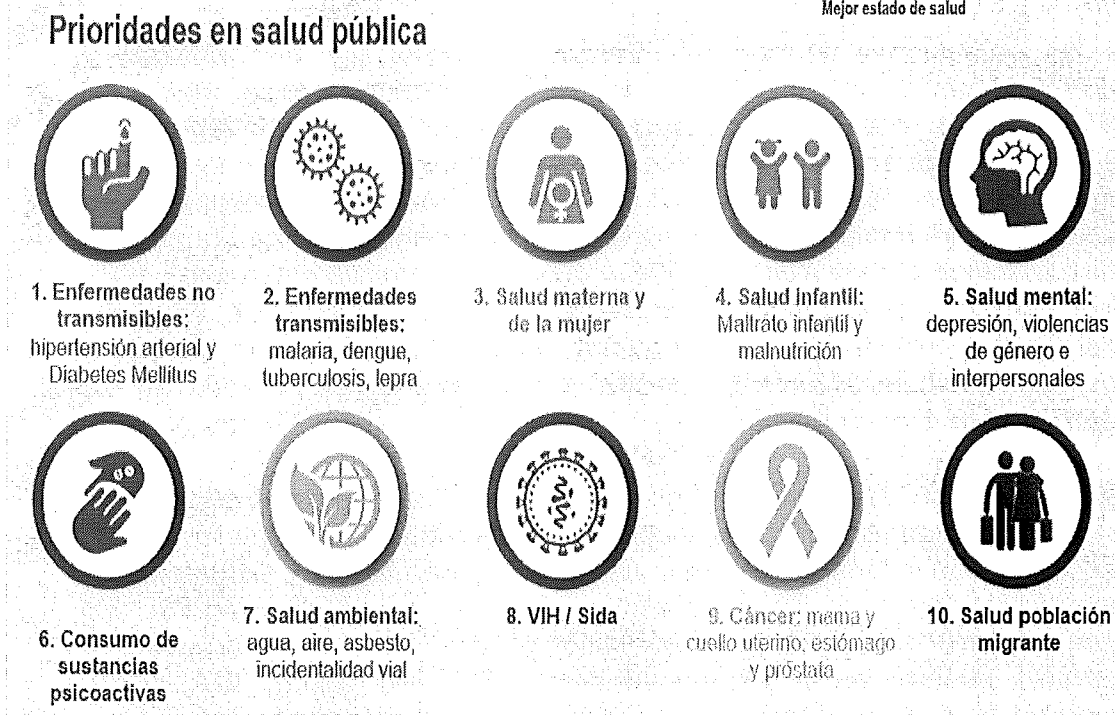 Mejor estado de salud
Prioridades en salud pública
1. Enfermedades no
transmisibles:
hipertensión arterial y
Diabetes Mellitus
2. Enfermedades
transmisibles:
malaria, dengue,
tuberculosis, lepra
3. Salud materna y
de la mujer
4. Salud Infantil:
Maltrato infantil y
malnutrición
5. Salud mental:
depresión, violencias
de género e
interpersonales
6. Consumo de
sustancias
psicoactivas
7. Salud ambiental:
agua, aire, asbesto,
incidentalidad vial
8. VIH / Sida
9. Cáncer: mama y
cuello uterino, estómago
y próstata
10. Salud población
migrante